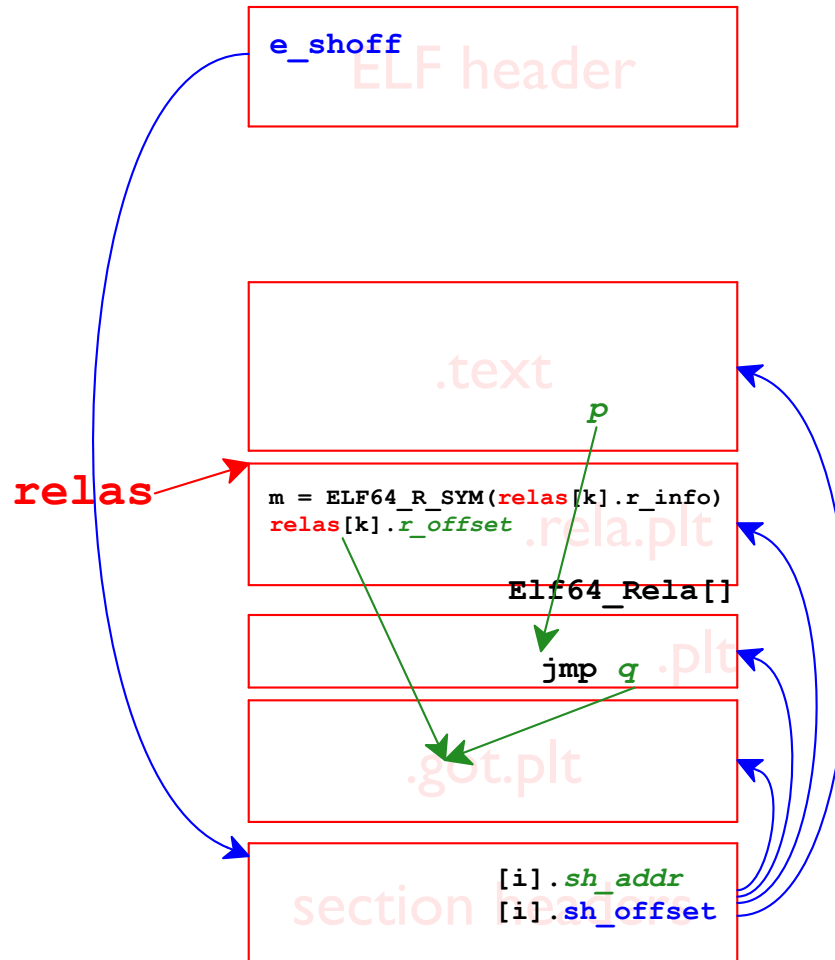 e_shoff
ELF header
.text
p
relas
m = ELF64_R_SYM(relas[k].r_info)
relas[k].r_offset
.rela.plt
Elf64_Rela[]
.plt
jmp q
.got.plt
[i].sh_addr
[i].sh_offset
section headers